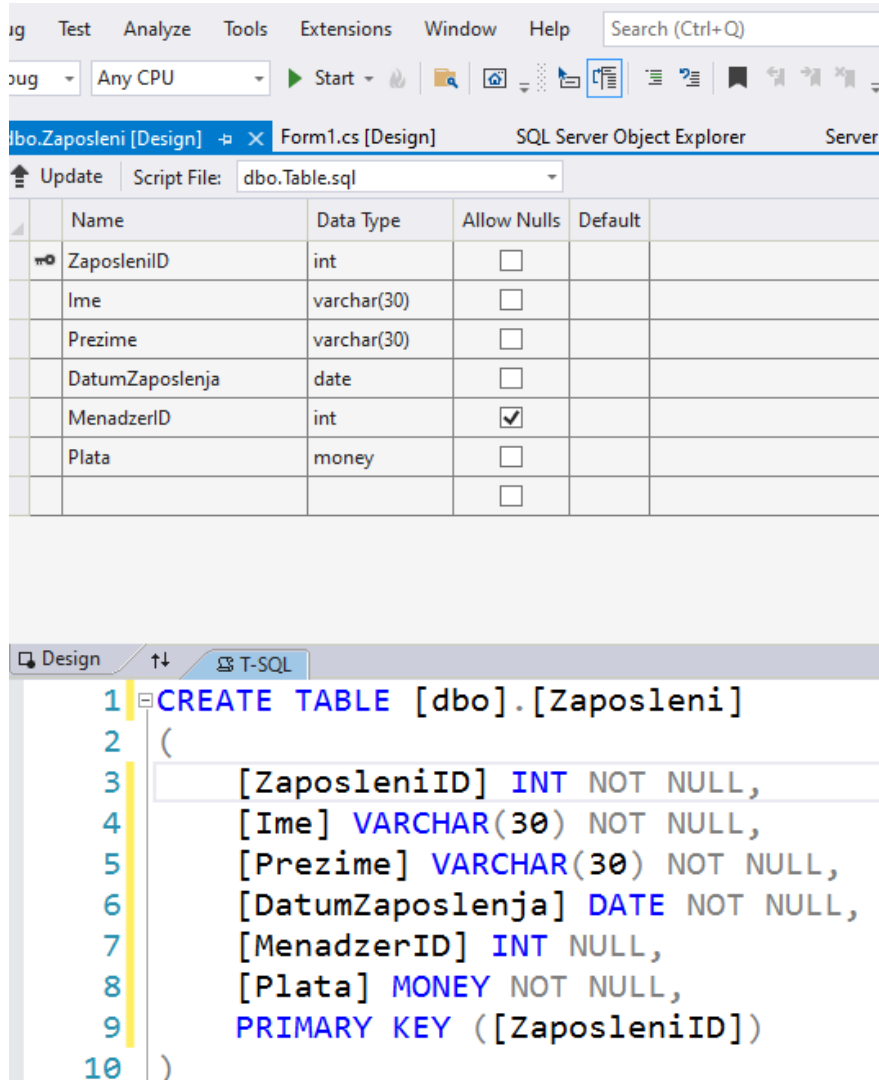 ug Test Analyze Tools Extensions Window Help Search (Ctrl+Q)
bug Any CPU Start
dbo.Zaposleni [Design] Form1.cs [Design] SQL Server Object Explorer Server
Update Script File: dbo.Table.sql
Name Data Type Allow Nulls Default
ZaposleniID int
Ime varchar(30)
Prezime varchar(30)
DatumZaposlenja date
MenadzerID int
Plata money
Design T-SQL
1 CREATE TABLE [dbo].[Zaposleni]
2 (
3 [ZaposleniID] INT NOT NULL,
4 [Ime] VARCHAR(30) NOT NULL,
5 [Prezime] VARCHAR(30) NOT NULL,
6 [DatumZaposlenja] DATE NOT NULL,
7 [MenadzerID] INT NULL,
8 [Plata] MONEY NOT NULL,
9 PRIMARY KEY ([ZaposleniID])
10 )